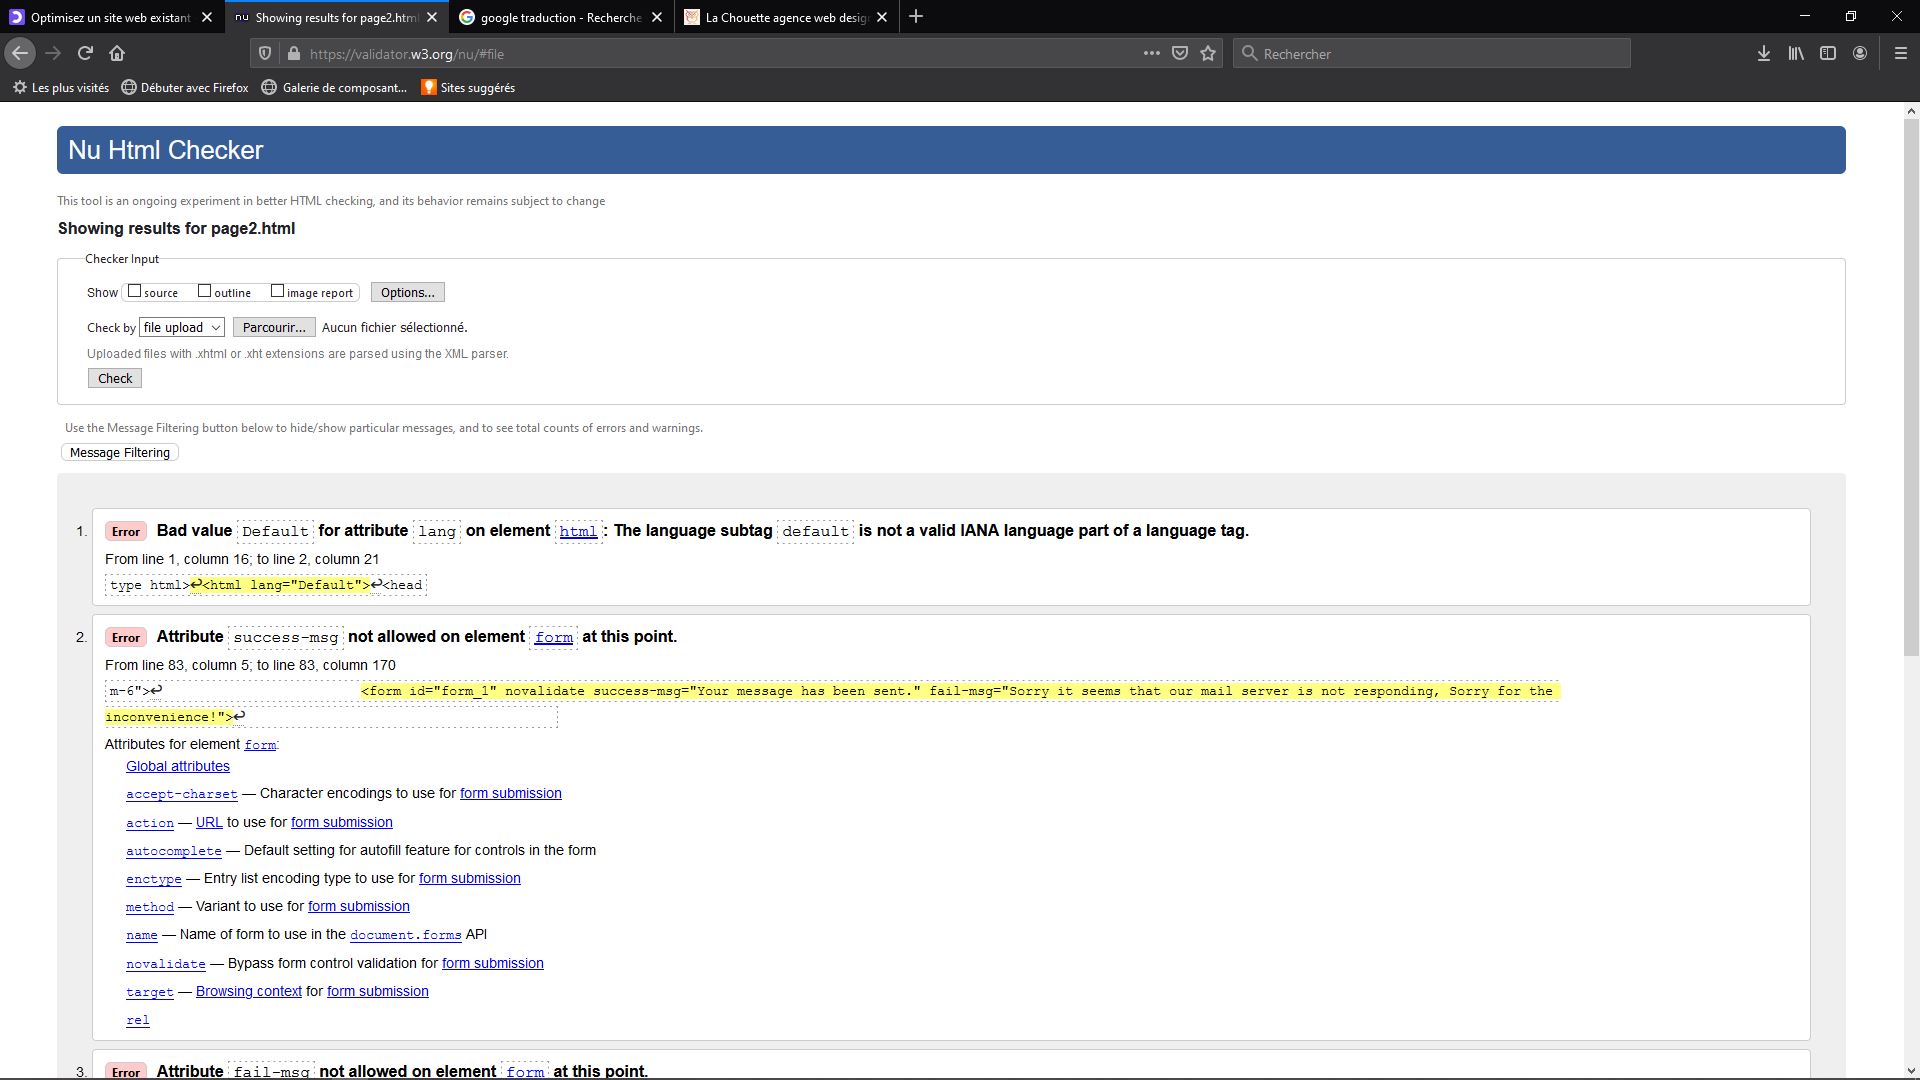 Optimisez un site web existant
Showing results for page2.html
google traduction - Recherche
La Chouette agence web desig
https://validator.w3.org/nu/#file
Rechercher
Les plus visités
Débuter avec Firefox
Galerie de composant...
Sites suggérés
Nu Html Checker
This tool is an ongoing experiment in better HTML checking, and its behavior remains subject to change
Showing results for page2.html
Checker Input
Show source outline image report Options...
Check by file upload Parcourir... Aucun fichier sélectionné.
Uploaded files with .xhtml or .xht extensions are parsed using the XML parser.
Check
Use the Message Filtering button below to hide/show particular messages, and to see total counts of errors and warnings.
Message Filtering
1. Error Bad value Default for attribute lang on element html: The language subtag default is not a valid IANA language part of a language tag.
From line 1, column 16; to line 2, column 21
type html>↩<html lang="Default">↩<head
2. Error Attribute success-msg not allowed on element form at this point.
From line 83, column 5; to line 83, column 170
m-6">↩ <form id="form_1" novalidate success-msg="Your message has been sent." fail-msg="Sorry it seems that our mail server is not responding, Sorry for the
inconvenience!">↩
Attributes for element form:
Global attributes
accept-charset — Character encodings to use for form submission
action — URL to use for form submission
autocomplete — Default setting for autofill feature for controls in the form
enctype — Entry list encoding type to use for form submission
method — Variant to use for form submission
name — Name of form to use in the document.forms API
novalidate — Bypass form control validation for form submission
target — Browsing context for form submission
rel
3. Error Attribute fail-msg not allowed on element form at this point.